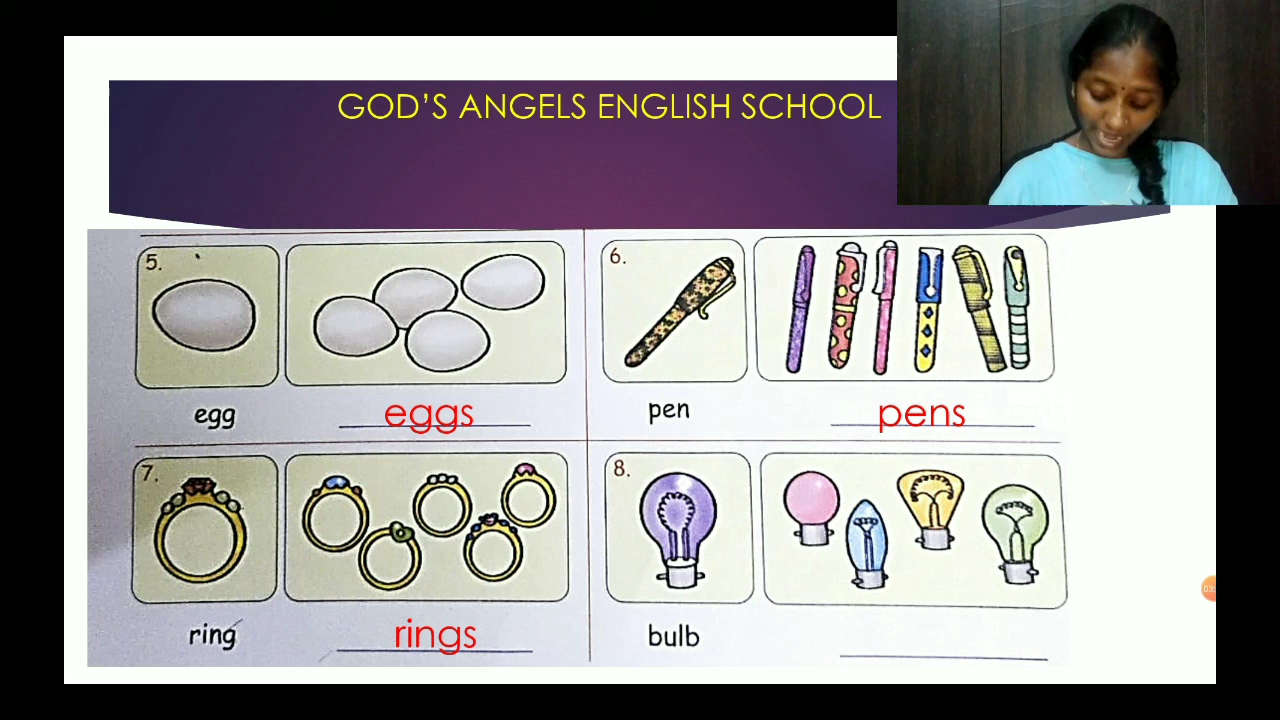 GOD'S ANGELS ENGLISH SCHOOL
5.
6.
egg eggs
pen pens
7.
8.
ring rings
bulb